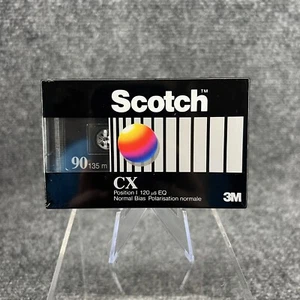 Scotch™
90 135 m
CX
Position I 120 µs EQ
Normal Bias Polarisation normale
3M